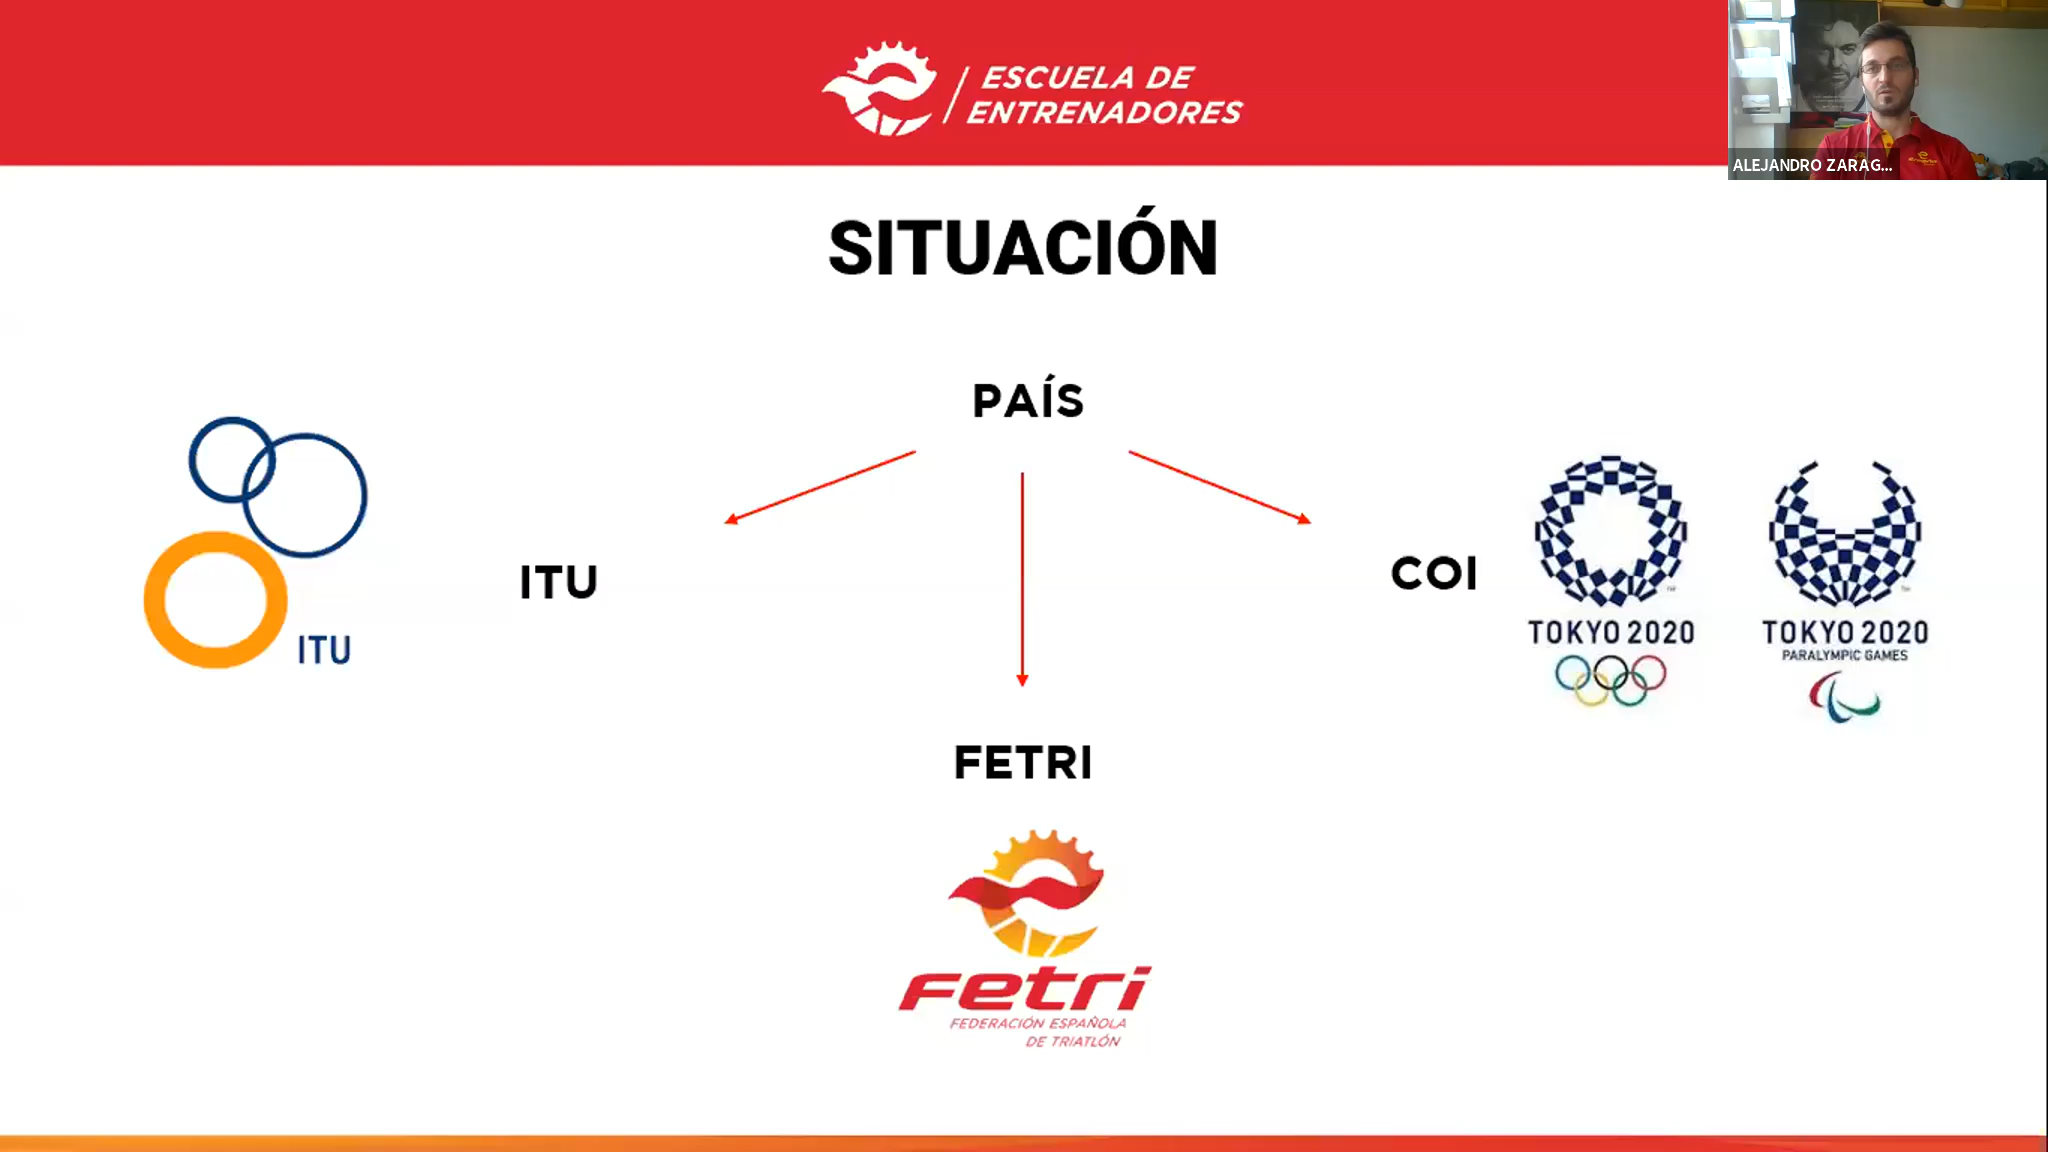 ESCUELA DE
ENTRENADORES
ALEJANDRO ZARAG...
SITUACIÓN
PAÍS
ITU
ITU
COI
TOKYO 2020
TOKYO 2020
PARALYMPIC GAMES
FETRI
Fetri
FEDERACIÓN ESPAÑOLA
DE TRIATLÓN